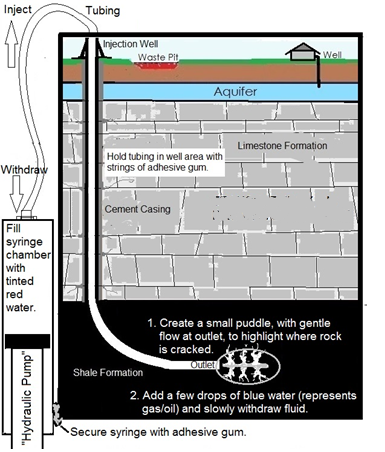 Inject
Tubing
Injection Well
Waste Pit
Well
Aquifer
Limestone Formation
Hold tubing in well area with
strings of adhesive gum.
Withdraw
Cement Casing
Fill
syringe
chamber
with
tinted
red
water.
1. Create a small puddle, with gentle
flow at outlet, to highlight where rock
is cracked.
Outlet
Shale Formation
2. Add a few drops of blue water (represents
gas/oil) and slowly withdraw fluid.
"Hydraulic Pump"
Secure syringe with adhesive gum.